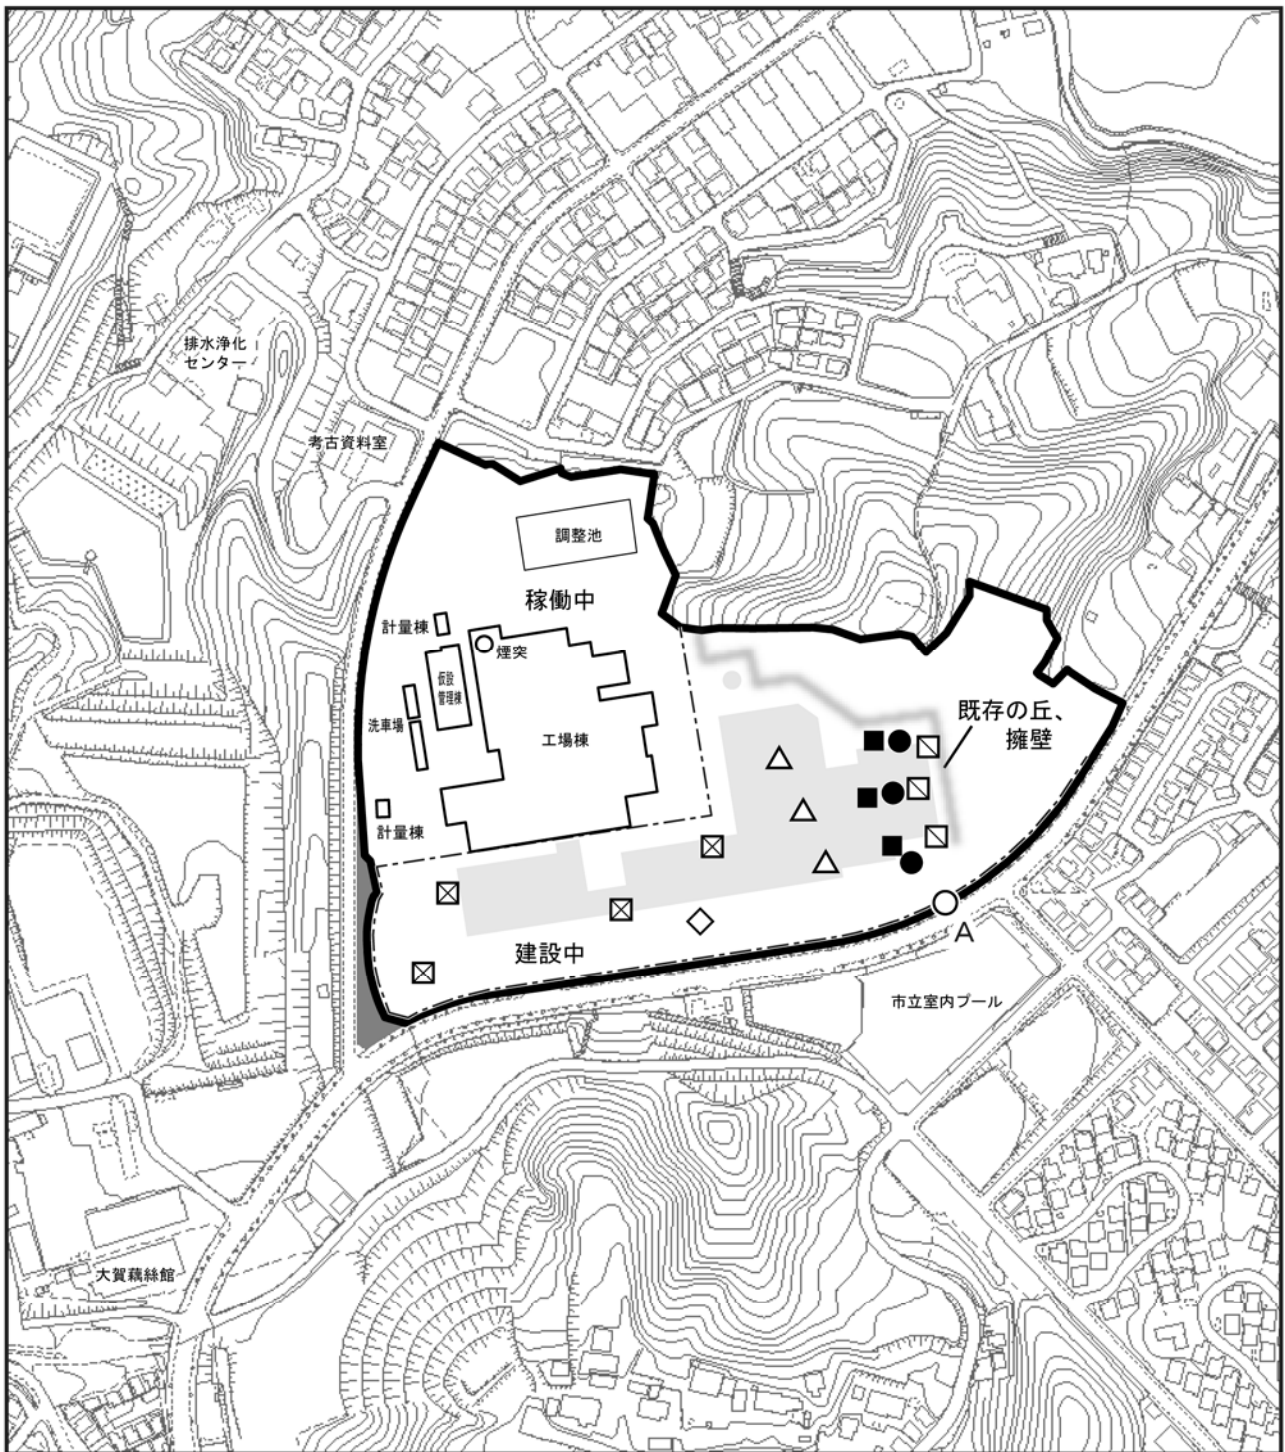 排水浄化
センター
考古資料室
調整池
稼働中
計量棟
煙突
仮設
管理棟
洗車場
工場棟
既存の丘、
擁壁
計量棟
A
建設中
市立室内プール
大賀藕絲館